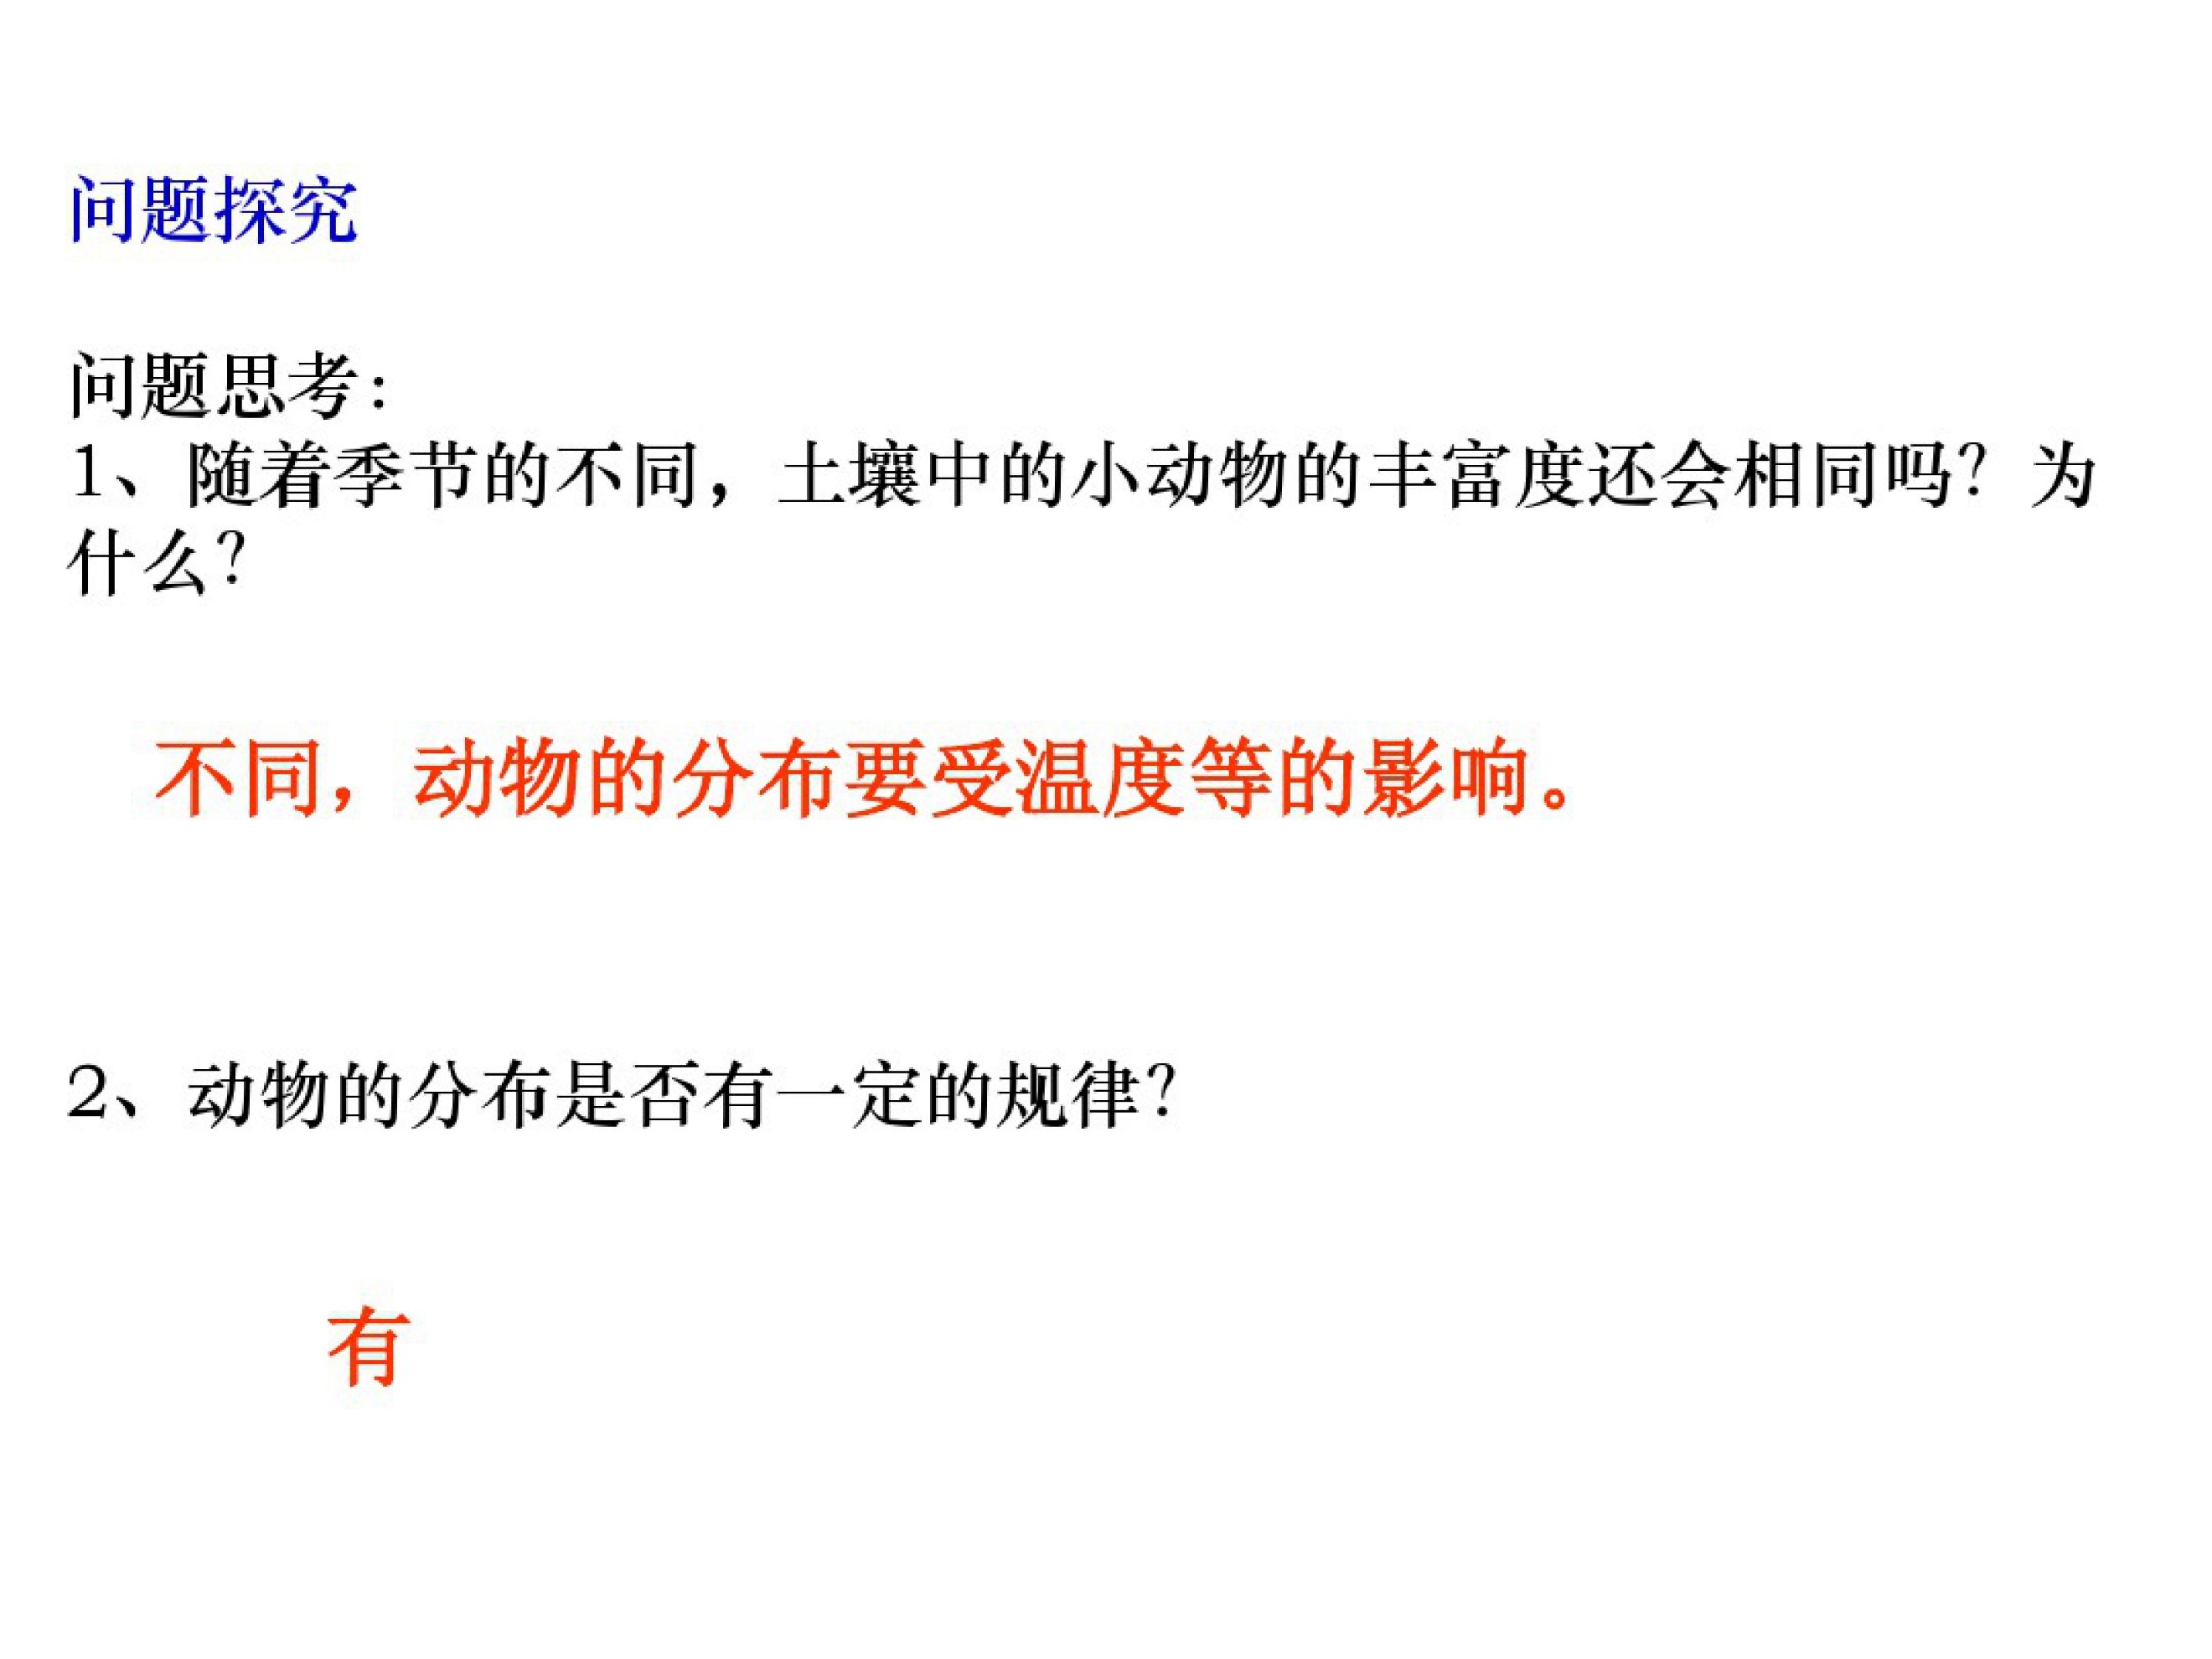 问题探究
问题思考：
1、随着季节的不同，土壤中的小动物的丰富度还会相同吗？为
什么？
不同，动物的分布要受温度等的影响。
2、动物的分布是否有一定的规律？
有